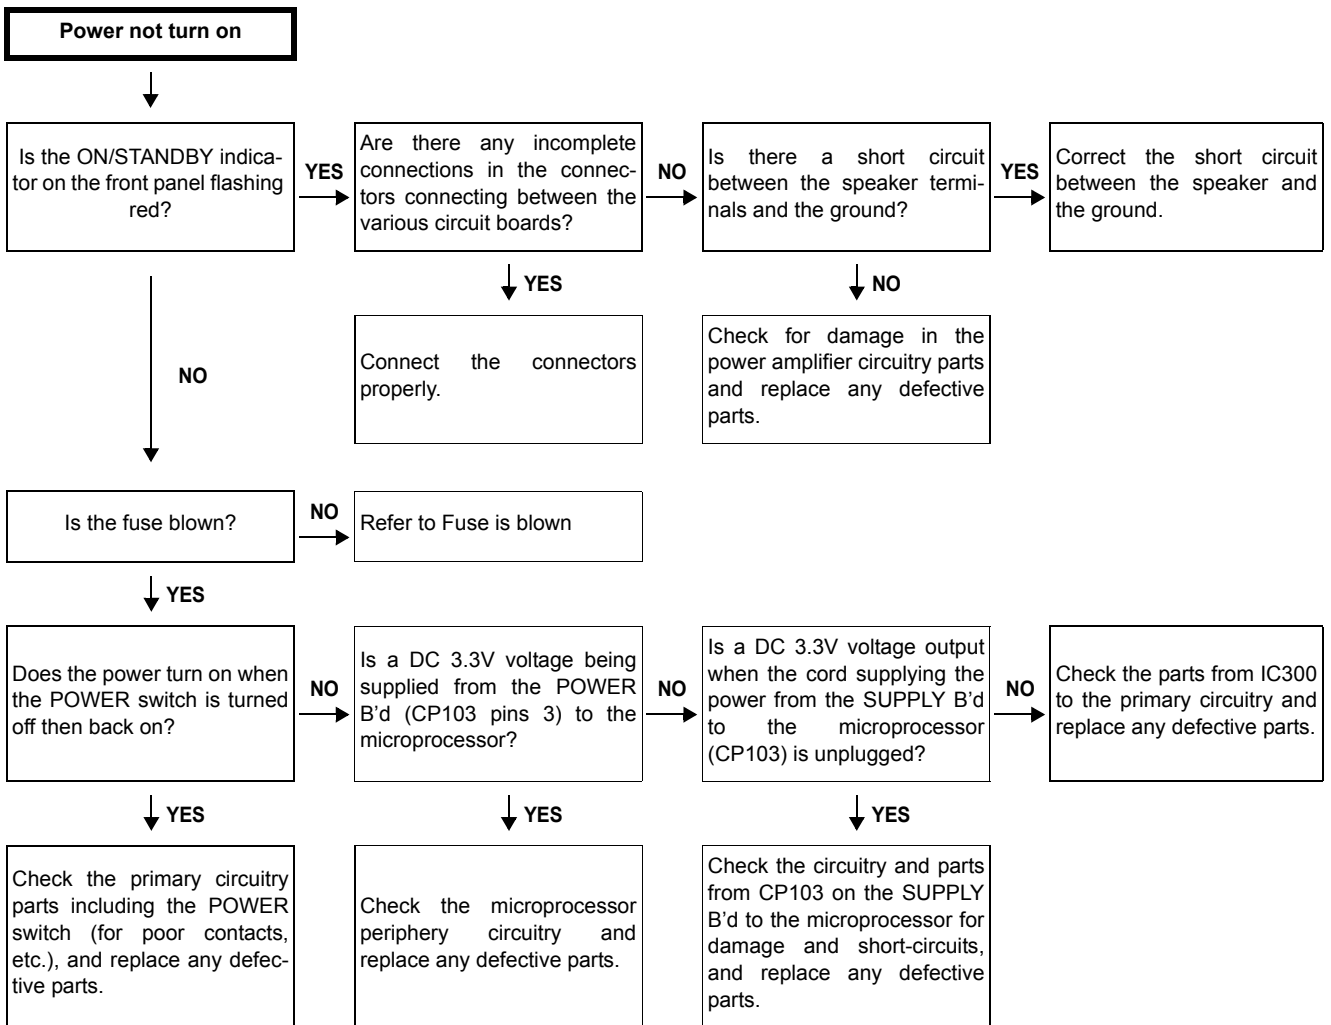 Power not turn on
Is the ON/STANDBY indica-
tor on the front panel flashing
red?
YES
Are there any incomplete
connections in the connec-
tors connecting between the
various circuit boards?
NO
Is there a short circuit
between the speaker termi-
nals and the ground?
YES
Correct the short circuit
between the speaker and
the ground.
YES
NO
NO
Connect the connectors
properly.
Check for damage in the
power amplifier circuitry parts
and replace any defective
parts.
Is the fuse blown?
NO
Refer to Fuse is blown
YES
Does the power turn on when
the POWER switch is turned
off then back on?
NO
Is a DC 3.3V voltage being
supplied from the POWER
B'd (CP103 pins 3) to the
microprocessor?
NO
Is a DC 3.3V voltage output
when the cord supplying the
power from the SUPPLY B'd
to the microprocessor
(CP103) is unplugged?
NO
Check the parts from IC300
to the primary circuitry and
replace any defective parts.
YES
YES
YES
Check the primary circuitry
parts including the POWER
switch (for poor contacts,
etc.), and replace any defec-
tive parts.
Check the microprocessor
periphery circuitry and
replace any defective parts.
Check the circuitry and parts
from CP103 on the SUPPLY
B'd to the microprocessor for
damage and short-circuits,
and replace any defective
parts.